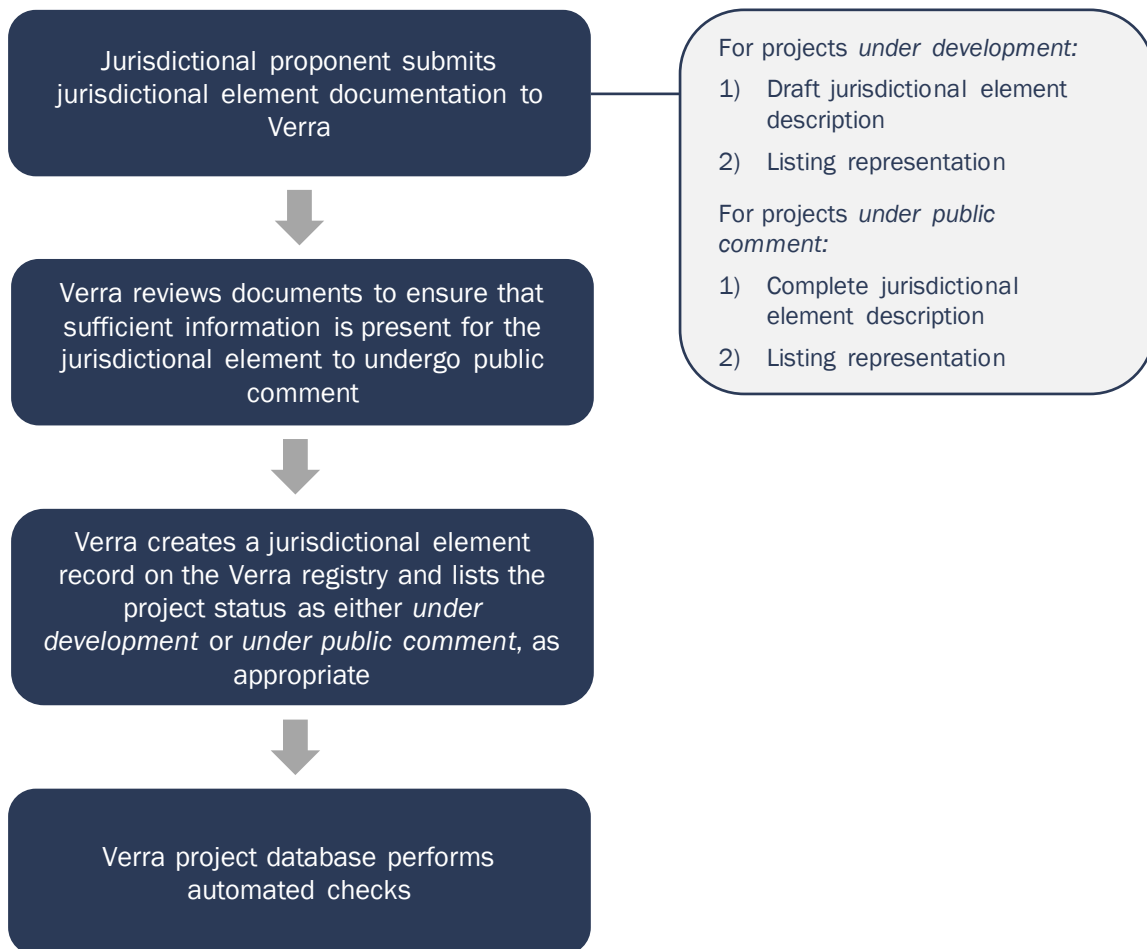 Jurisdictional proponent submits
jurisdictional element documentation to
Verra
For projects under development:
1) Draft jurisdictional element
description
2) Listing representation
For projects under public
comment:
1) Complete jurisdictional
element description
2) Listing representation
Verra reviews documents to ensure that
sufficient information is present for the
jurisdictional element to undergo public
comment
Verra creates a jurisdictional element
record on the Verra registry and lists the
project status as either under
development or under public comment, as
appropriate
Verra project database performs
automated checks